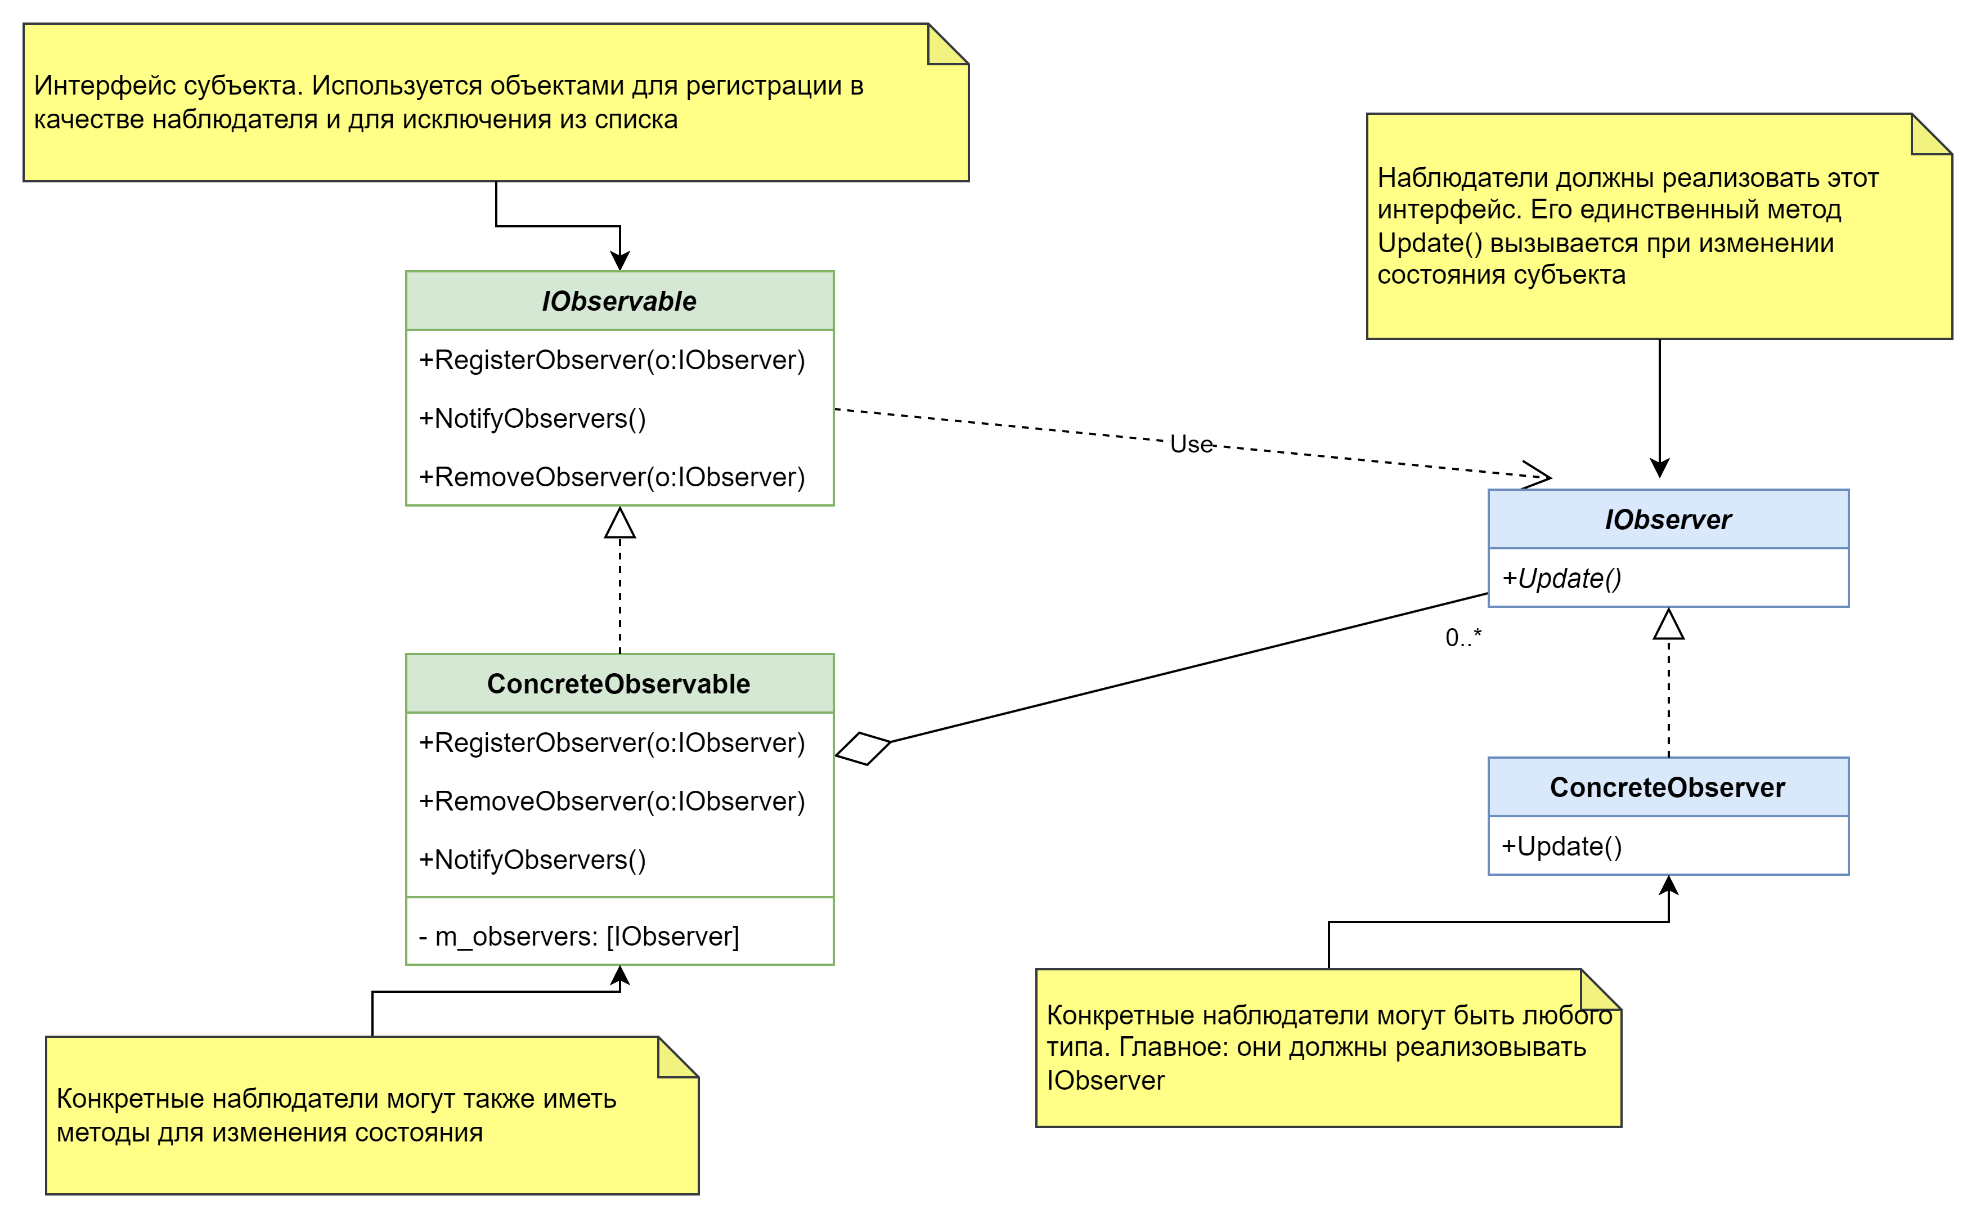 Интерфейс субъекта. Используется объектами для регистрации в
качестве наблюдателя и для исключения из списка
Наблюдатели должны реализовать этот
интерфейс. Его единственный метод
Update() вызывается при изменении
состояния субъекта
IObservable
+RegisterObserver(o:IObserver)
+NotifyObservers()
+RemoveObserver(o:IObserver)
Use
IObserver
+Update()
0..*
ConcreteObservable
+RegisterObserver(o:IObserver)
+RemoveObserver(o:IObserver)
+NotifyObservers()
- m_observers: [IObserver]
ConcreteObserver
+Update()
Конкретные наблюдатели могут быть любого
типа. Главное: они должны реализовывать
IObserver
Конкретные наблюдатели могут также иметь
методы для изменения состояния